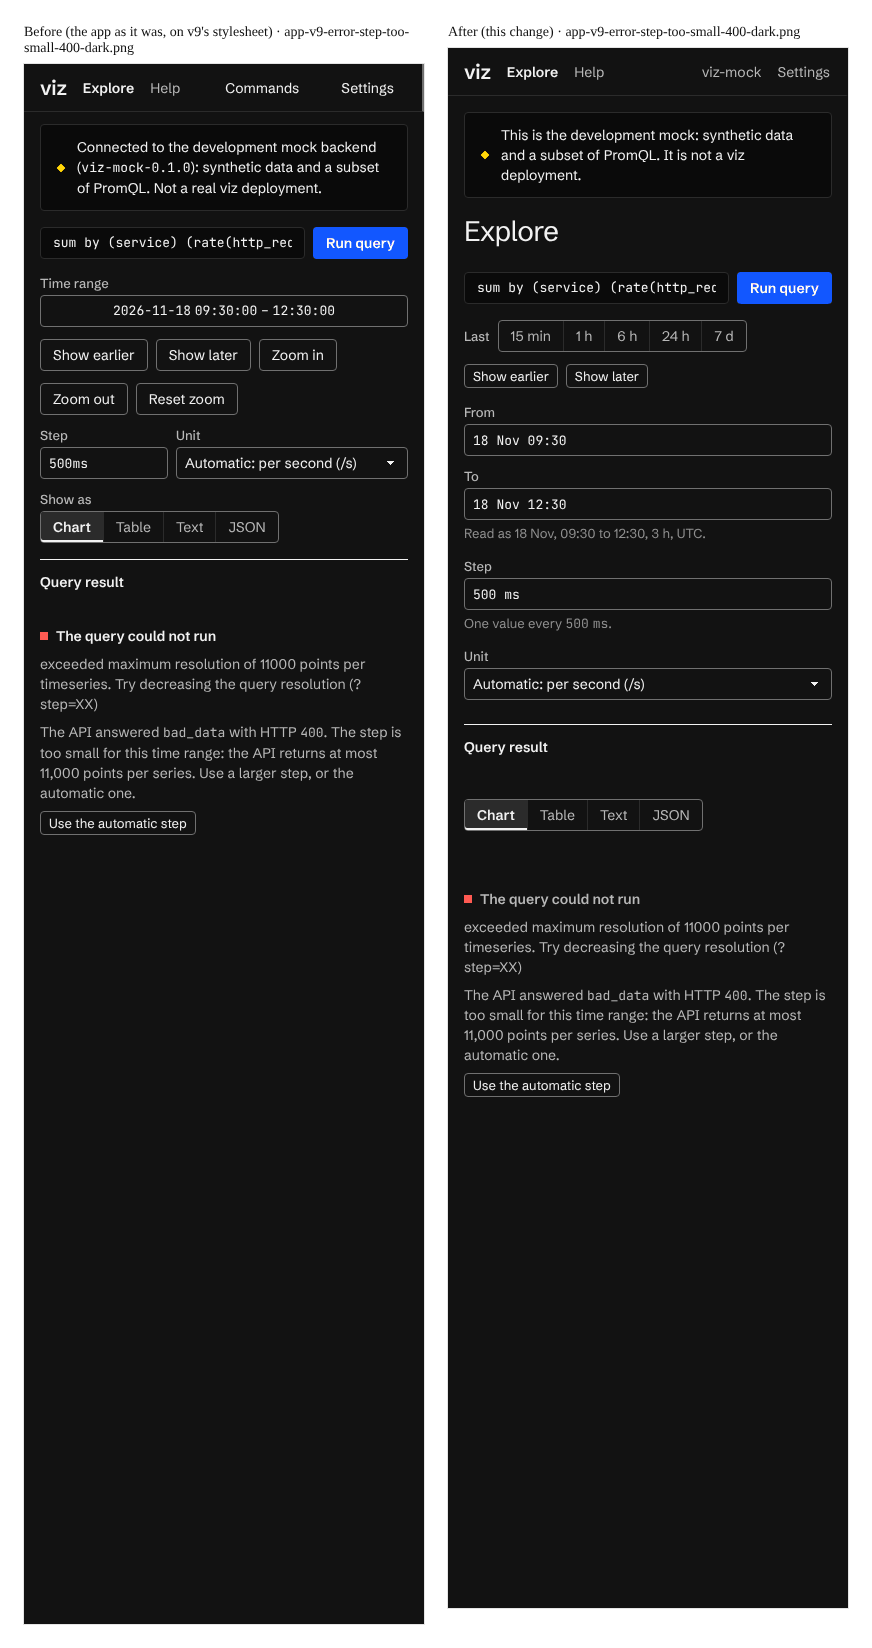 Before (the app as it was, on v9's stylesheet) · app-v9-error-step-too-
small-400-dark.png
viz Explore Help Commands Settings
Connected to the development mock backend
(viz-mock-0.1.0): synthetic data and a subset
of PromQL. Not a real viz deployment.
sum by (service) (rate(http_rec
Run query
Time range
2026-11-18 09:30:00 – 12:30:00
Show earlier Show later Zoom in
Zoom out Reset zoom
Step Unit
500ms Automatic: per second (/s)
Show as
Chart Table Text JSON
Query result
The query could not run
exceeded maximum resolution of 11000 points per
timeseries. Try decreasing the query resolution (?
step=XX)
The API answered bad_data with HTTP 400. The step is
too small for this time range: the API returns at most
11,000 points per series. Use a larger step, or the
automatic one.
Use the automatic step
After (this change) · app-v9-error-step-too-small-400-dark.png
viz Explore Help viz-mock Settings
This is the development mock: synthetic data
and a subset of PromQL. It is not a viz
deployment.
Explore
sum by (service) (rate(http_rec
Run query
Last 15 min 1 h 6 h 24 h 7 d
Show earlier Show later
From
18 Nov 09:30
To
18 Nov 12:30
Read as 18 Nov, 09:30 to 12:30, 3 h, UTC.
Step
500 ms
One value every 500 ms.
Unit
Automatic: per second (/s)
Query result
Chart Table Text JSON
The query could not run
exceeded maximum resolution of 11000 points per
timeseries. Try decreasing the query resolution (?
step=XX)
The API answered bad_data with HTTP 400. The step is
too small for this time range: the API returns at most
11,000 points per series. Use a larger step, or the
automatic one.
Use the automatic step